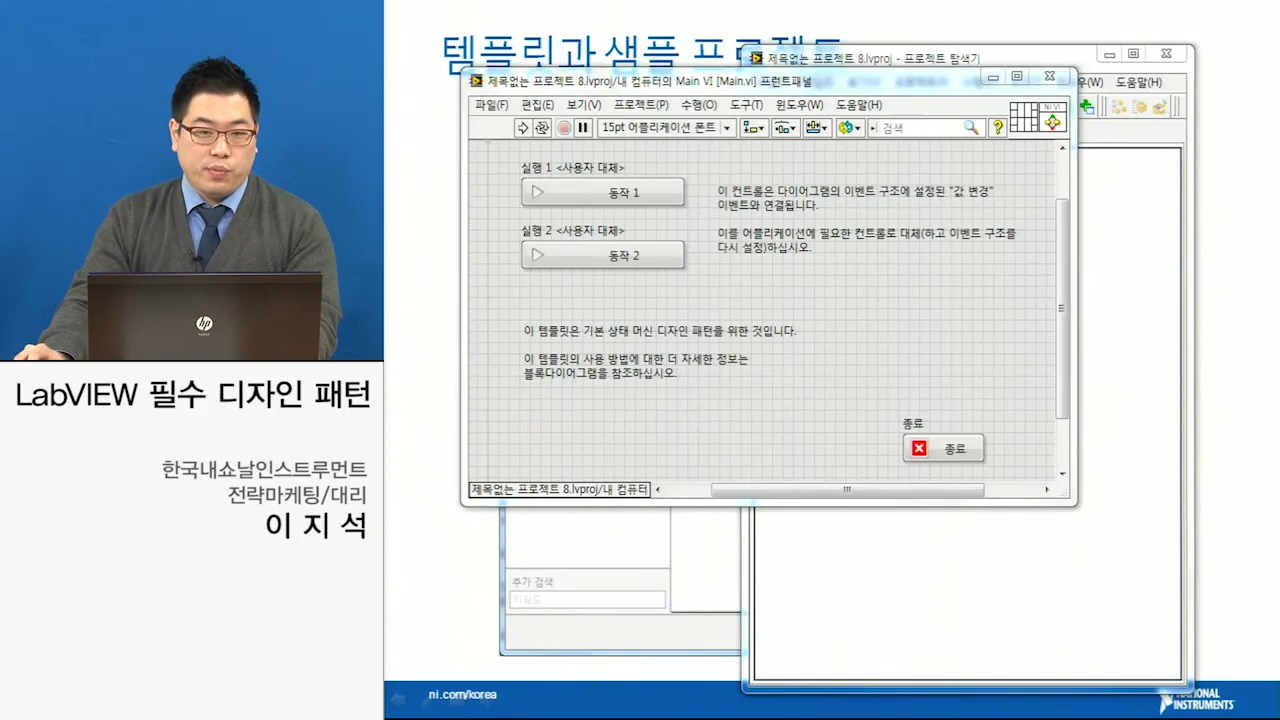 템플릿과 샘플 프로젝트
제목없는 프로젝트 8.lvproj - 프로젝트 탐색기
제목없는 프로젝트 8.lvproj/내 컴퓨터의 Main VI [Main.vi] 프런트패널
우(W) 도움말(H)
파일(F) 편집(E) 보기(V) 프로젝트(P) 수행(O) 도구(T) 윈도우(W) 도움말(H)
15pt 어플리케이션 폰트
검색
NI VI
실행 1 <사용자 대체>
동작 1
이 컨트롤은 다이어그램의 이벤트 구조에 설정된 "값 변경"
이벤트와 연결됩니다.
실행 2 <사용자 대체>
동작 2
이를 어플리케이션에 필요한 컨트롤로 대체(하고 이벤트 구조를
다시 설정)하십시오.
이 템플릿은 기본 상태 머신 디자인 패턴을 위한 것입니다.
이 템플릿의 사용 방법에 대한 더 자세한 정보는
블록다이어그램을 참조하십시오.
종료
종료
제목없는 프로젝트 8.lvproj/내 컴퓨터
추가 검색
키워드
hp
LabVIEW 필수 디자인 패턴
한국내쇼날인스트루먼트
전략마케팅/대리
이 지 석
ni.com/korea
NATIONAL
INSTRUMENTS